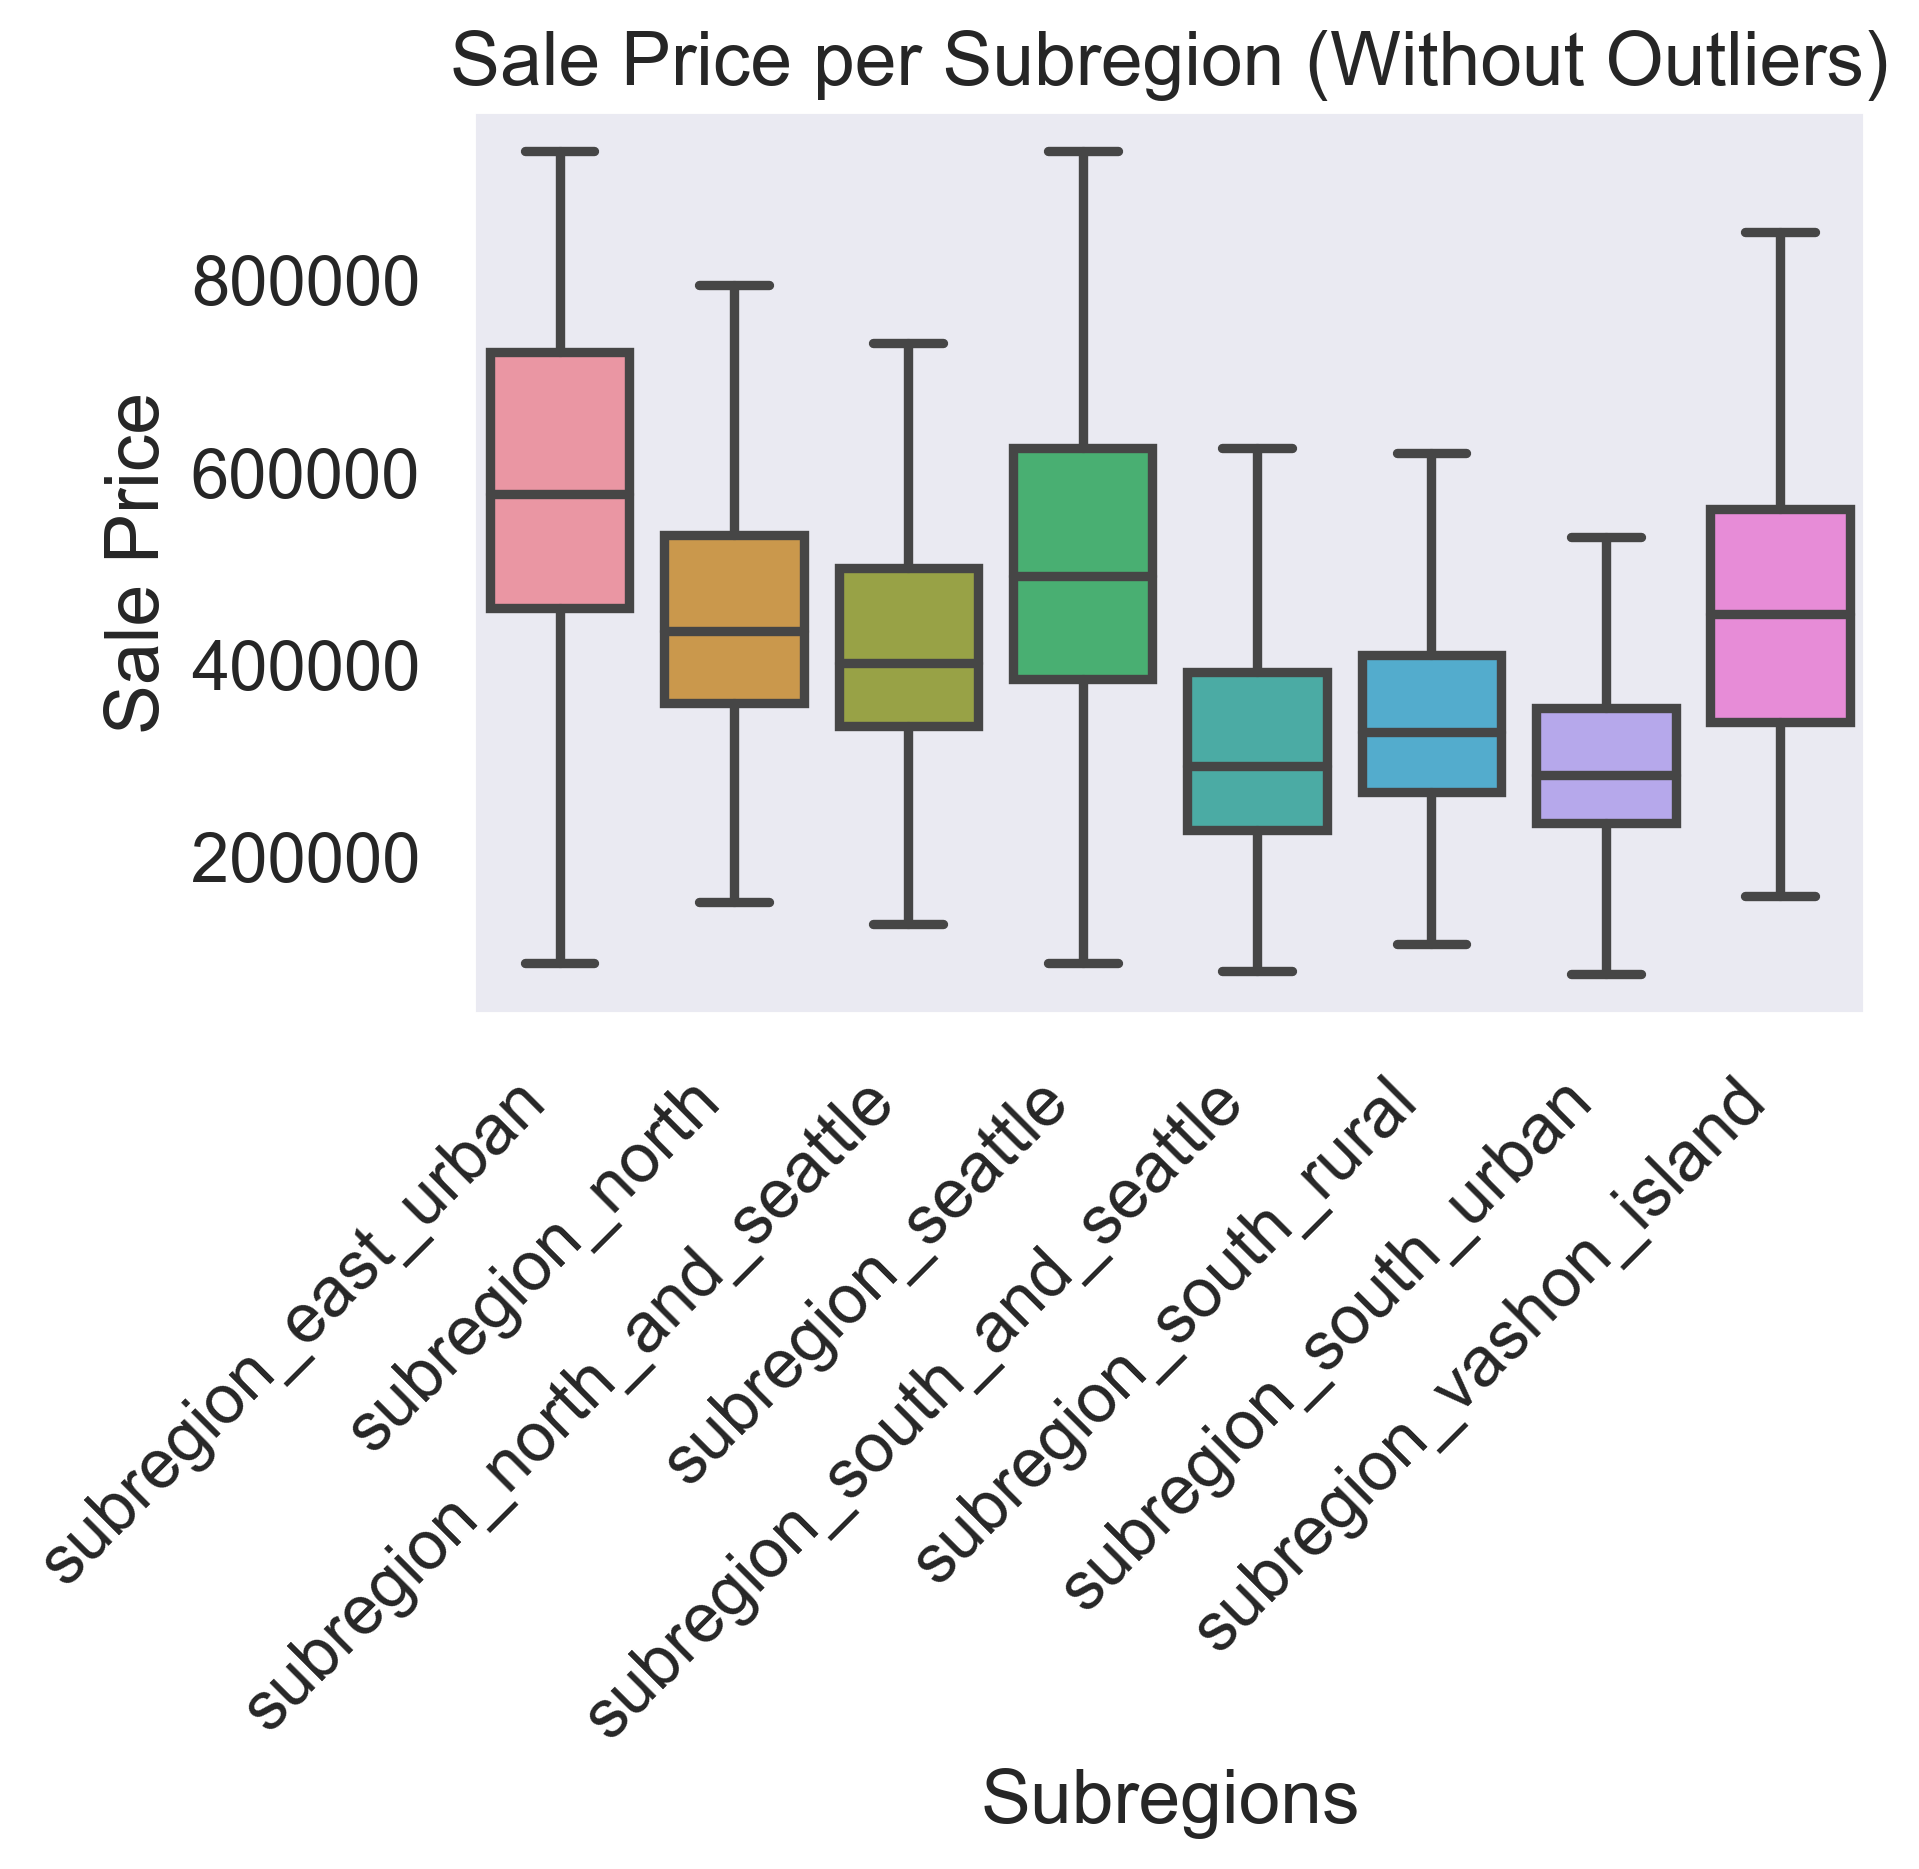 Sale Price per Subregion (Without Outliers)
Sale Price
800000
600000
400000
200000
subregion_east_urban
subregion_north
subregion_north_and_seattle
subregion_seattle
subregion_south_and_seattle
subregion_south_rural
subregion_south_urban
subregion_vashon_island
Subregions